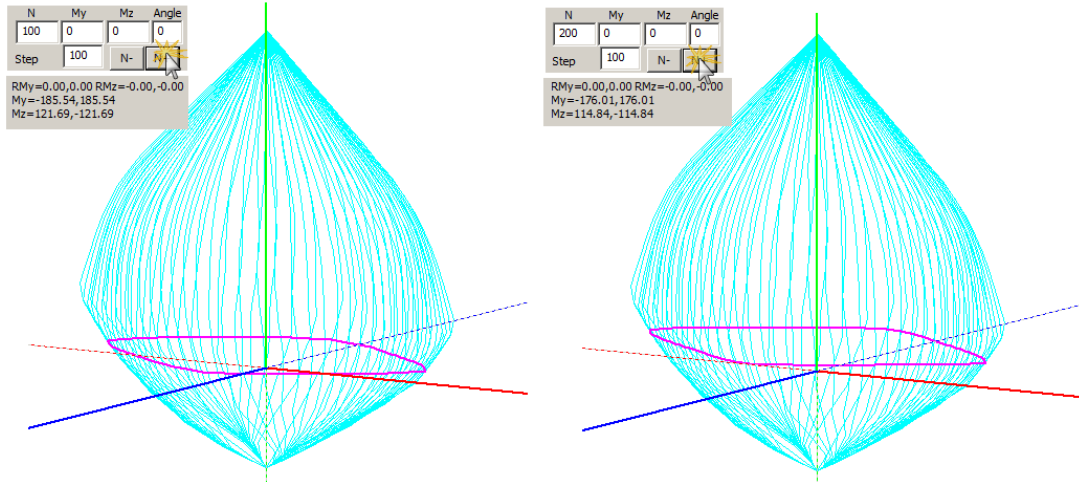 N My Mz Angle
100 0 0 0
Step 100 N- N
RMy=0.00,0.00 RMz=-0.00,-0.00
My=-185.54,185.54
Mz=121.69,-121.69
N My Mz Angle
200 0 0 0
Step 100 N- N
RMy=0.00,0.00 RMz=-0.00,-0.00
My=-176.01,176.01
Mz=114.84,-114.84